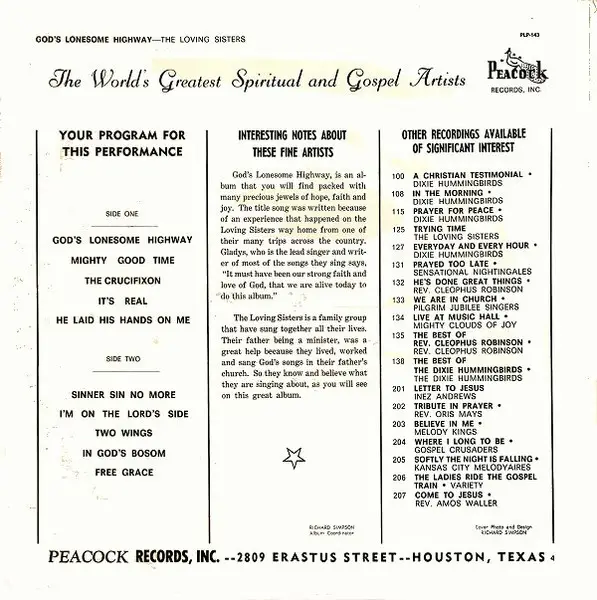 GOD'S LONESOME HIGHWAY—THE LOVING SISTERS
PLP-143
The World's Greatest Spiritual and Gospel Artists
PEACOCK
RECORDS, INC.
YOUR PROGRAM FOR
THIS PERFORMANCE
SIDE ONE
GOD'S LONESOME HIGHWAY
MIGHTY GOOD TIME
THE CRUCIFIXON
IT'S REAL
HE LAID HIS HANDS ON ME
SIDE TWO
SINNER SIN NO MORE
I'M ON THE LORD'S SIDE
TWO WINGS
IN GOD'S BOSOM
FREE GRACE
INTERESTING NOTES ABOUT
THESE FINE ARTISTS
God's Lonesome Highway, is an al-
bum that you will find packed with
many precious jewels of hope, faith and
joy. The title song was written because
of an experience that happened on the
Loving Sisters way home from one of
their many trips across the country.
Gladys, who is the lead singer and writ-
er of most of the songs they sing says,
"It must have been our strong faith and
love of God, that we are alive today to
do this album."
The Loving Sisters is a family group
that have sung together all their lives.
Their father being a minister, was a
great help because they lived, worked
and sang God's songs in their father's
church. So they know and believe what
they are singing about, as you will see
on this great album.
RICHARD SIMPSON
Album Coordinator
OTHER RECORDINGS AVAILABLE
OF SIGNIFICANT INTEREST
100 A CHRISTIAN TESTIMONIAL •
DIXIE HUMMINGBIRDS
108 IN THE MORNING •
DIXIE HUMMINGBIRDS
115 PRAYER FOR PEACE •
DIXIE HUMMINGBIRDS
125 TRYING TIME
THE LOVING SISTERS
127 EVERYDAY AND EVERY HOUR •
DIXIE HUMMINGBIRDS
131 PRAYED TOO LATE •
SENSATIONAL NIGHTINGALES
132 HE'S DONE GREAT THINGS •
REV. CLEOPHUS ROBINSON
133 WE ARE IN CHURCH •
PILGRIM JUBILEE SINGERS
134 LIVE AT MUSIC HALL •
MIGHTY CLOUDS OF JOY
135 THE BEST OF
REV. CLEOPHUS ROBINSON •
REV. CLEOPHUS ROBINSON
138 THE BEST OF
THE DIXIE HUMMINGBIRDS •
THE DIXIE HUMMINGBIRDS
201 LETTER TO JESUS
INEZ ANDREWS
202 TRIBUTE IN PRAYER •
REV. ORIS MAYS
203 BELIEVE IN ME •
MELODY KINGS
204 WHERE I LONG TO BE •
GOSPEL CRUSADERS
205 SOFTLY THE NIGHT IS FALLING •
KANSAS CITY MELODYAIRES
206 THE LADIES RIDE THE GOSPEL
TRAIN • VARIETY
207 COME TO JESUS •
REV. AMOS WALLER
Cover Photo and Design
RICHARD SIMPSON
PEACOCK RECORDS, INC. --2809 ERASTUS STREET--HOUSTON, TEXAS 4